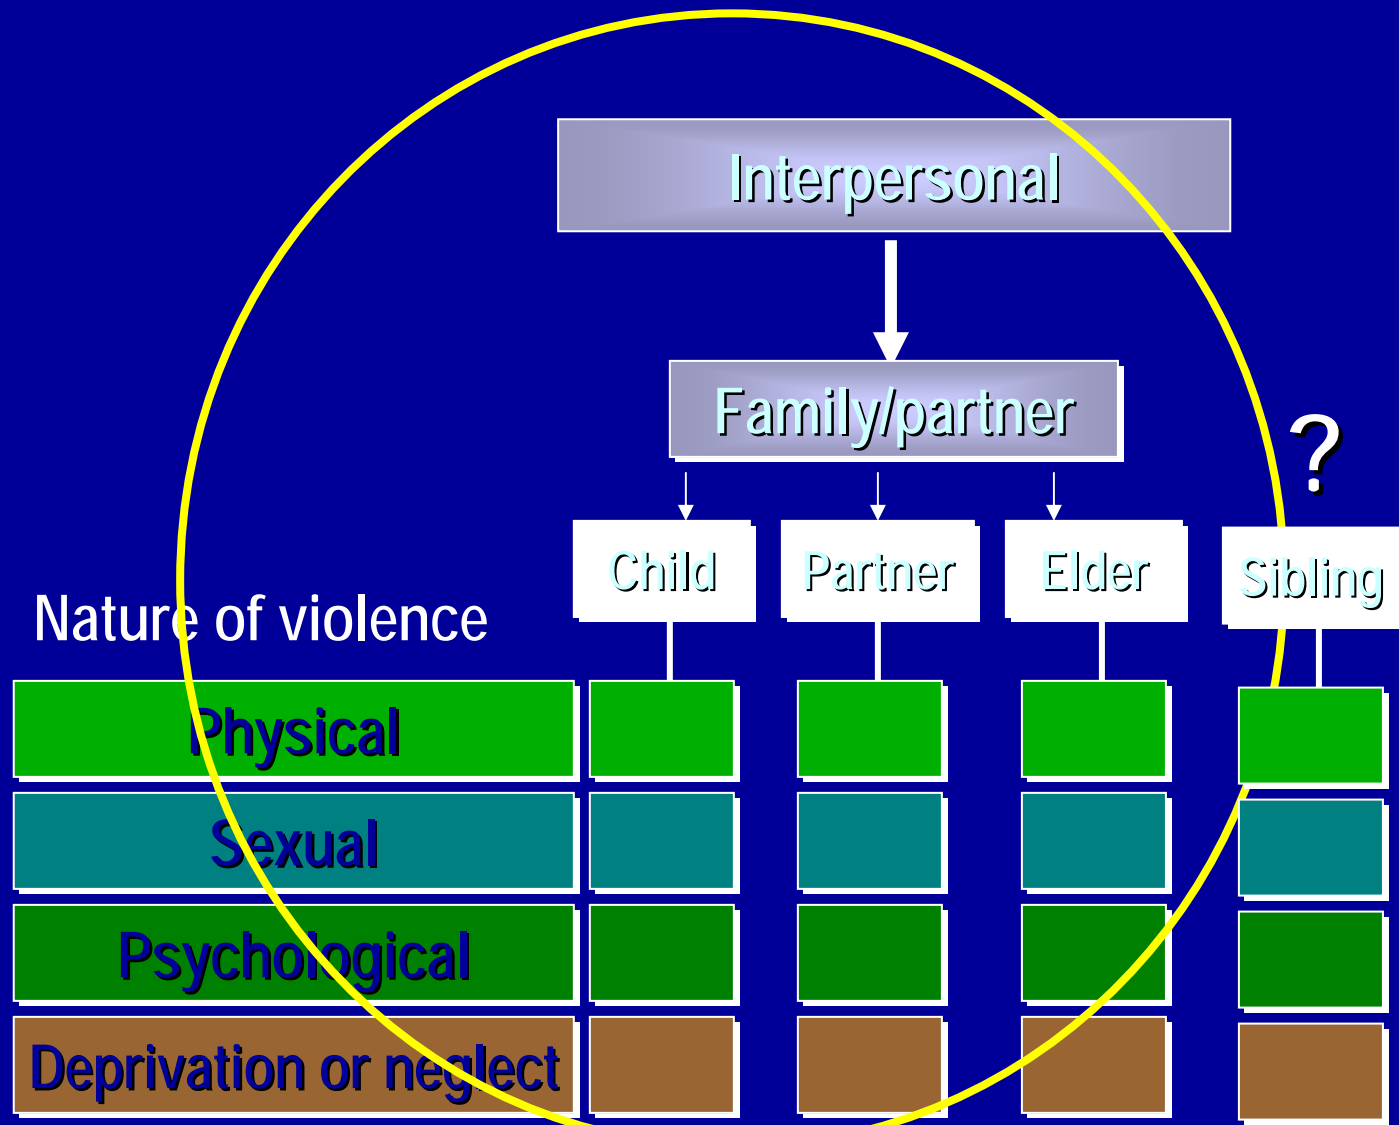 Interpersonal
Family/partner
?
Child
Partner
Elder
Sibling
Nature of violence
Physical
Sexual
Psychological
Deprivation or neglect